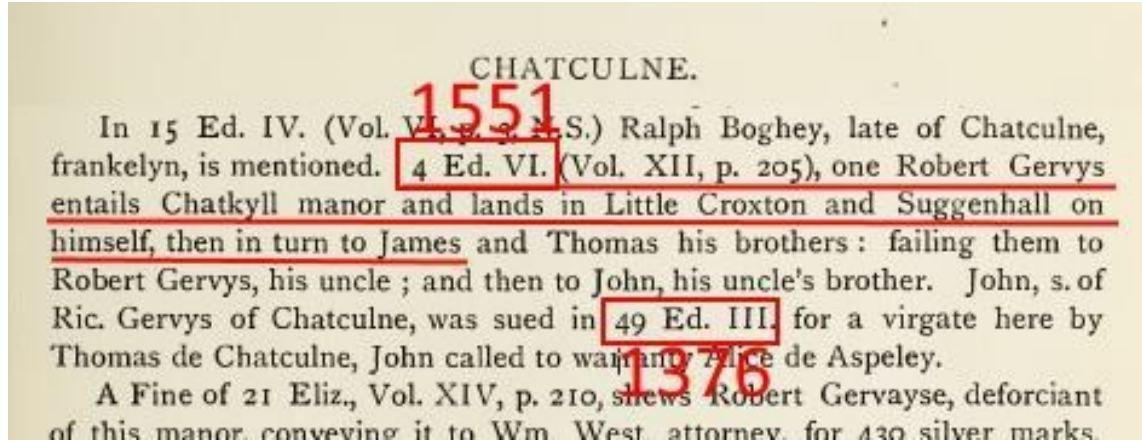 CHATCULNE.
1551
In 15 Ed. IV. (Vol. VI, p. 3, N.S.) Ralph Boghey, late of Chatculne,
frankelyn, is mentioned. 4 Ed. VI. (Vol. XII, p. 205), one Robert Gervys
entails Chatkyll manor and lands in Little Croxton and Suggenhall on
himself, then in turn to James and Thomas his brothers : failing them to
Robert Gervys, his uncle ; and then to John, his uncle's brother. John, s. of
Ric. Gervys of Chatculne, was sued in 49 Ed. III. for a virgate here by
Thomas de Chatculne, John called to warranty Alice de Aspeley.
1376
A Fine of 21 Eliz., Vol. XIV, p. 210, shews Robert Gervayse, deforciant
of this manor, conveying it to Wm. West, attorney, for 430 silver marks.